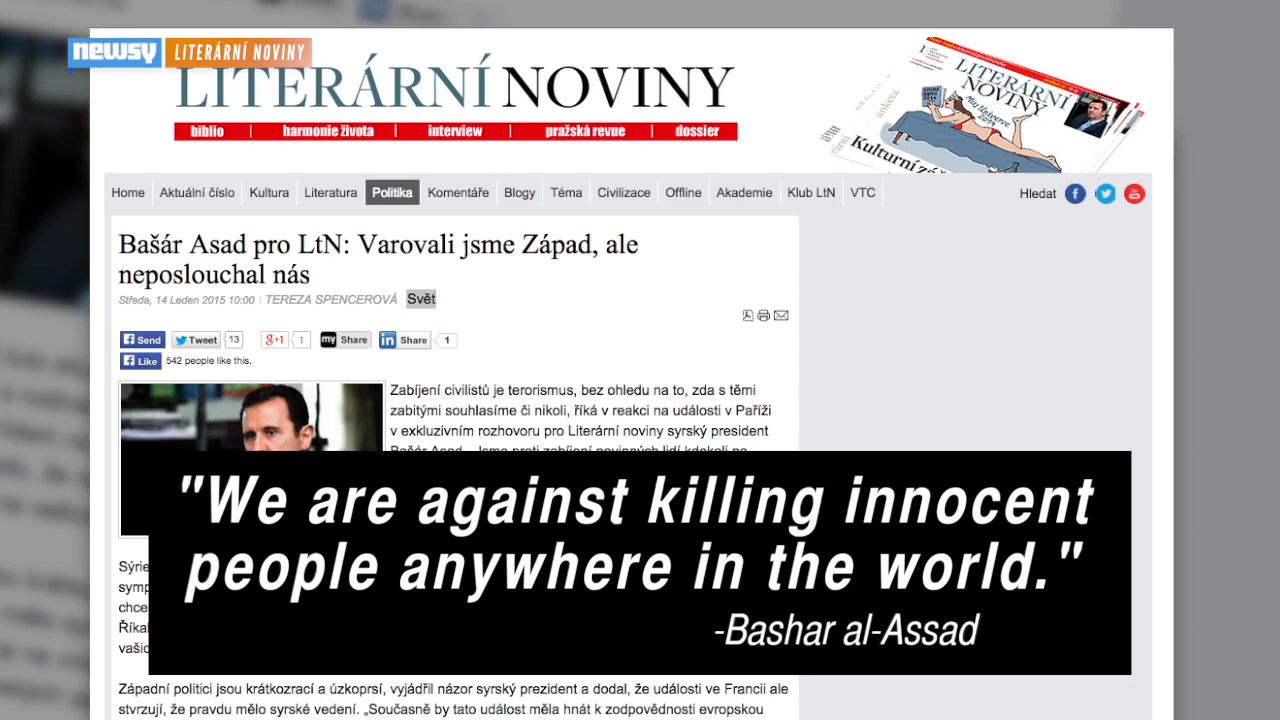 newsy LITERÁRNÍ NOVINY
LITERÁRNÍ NOVINY
biblio | harmonie života | interview | pražská revue | dossier
LITERÁRNÍ
NOVINY
anketa
Kulturní
Home Aktuální číslo Kultura Literatura Politika Komentáře Blogy Téma Civilizace Offline Akademie Klub LtN VTC Hledat
Bašár Asad pro LtN: Varovali jsme Západ, ale
neposlouchal nás
Středa, 14 Leden 2015 10:00 | TEREZA SPENCEROVÁ Svět
Send Tweet 13 g+1 1 my Share in Share 1
Like 542 people like this.
Zabíjení civilistů je terorismus, bez ohledu na to, zda s těmi
zabitými souhlasíme či nikoli, říká v reakci na události v Paříži
v exkluzivním rozhovoru pro Literární noviny syrský president
"We are against killing innocent
people anywhere in the world."
-Bashar al-Assad
Západní politici jsou krátkozrací a úzkoprsí, vyjádřil názor syrský prezident a dodal, že události ve Francii ale
stvrzují, že pravdu mělo syrské vedení. „Současně by tato událost měla hnát k zodpovědnosti evropskou